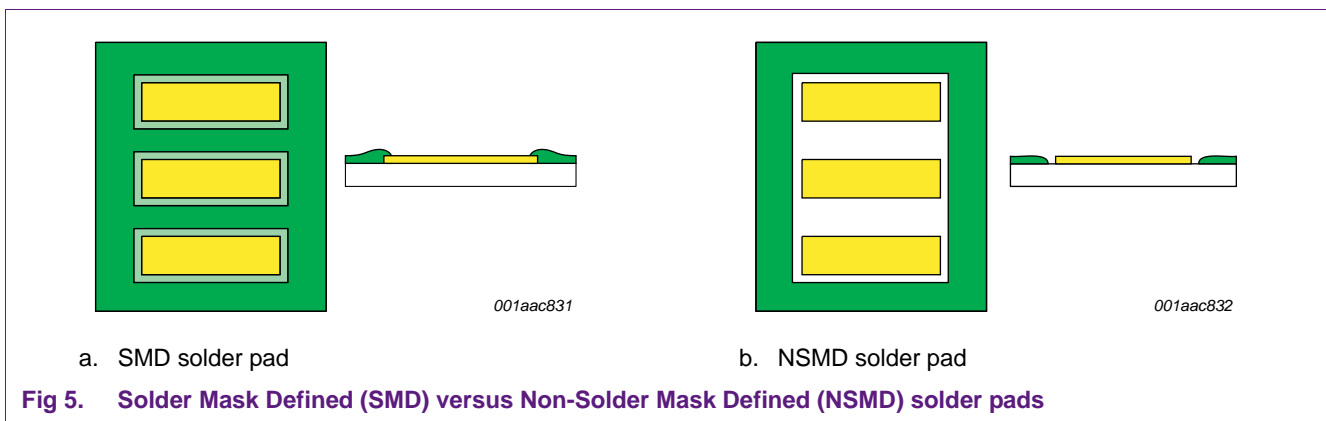 001aac831
001aac832
a. SMD solder pad
b. NSMD solder pad
Fig 5. Solder Mask Defined (SMD) versus Non-Solder Mask Defined (NSMD) solder pads